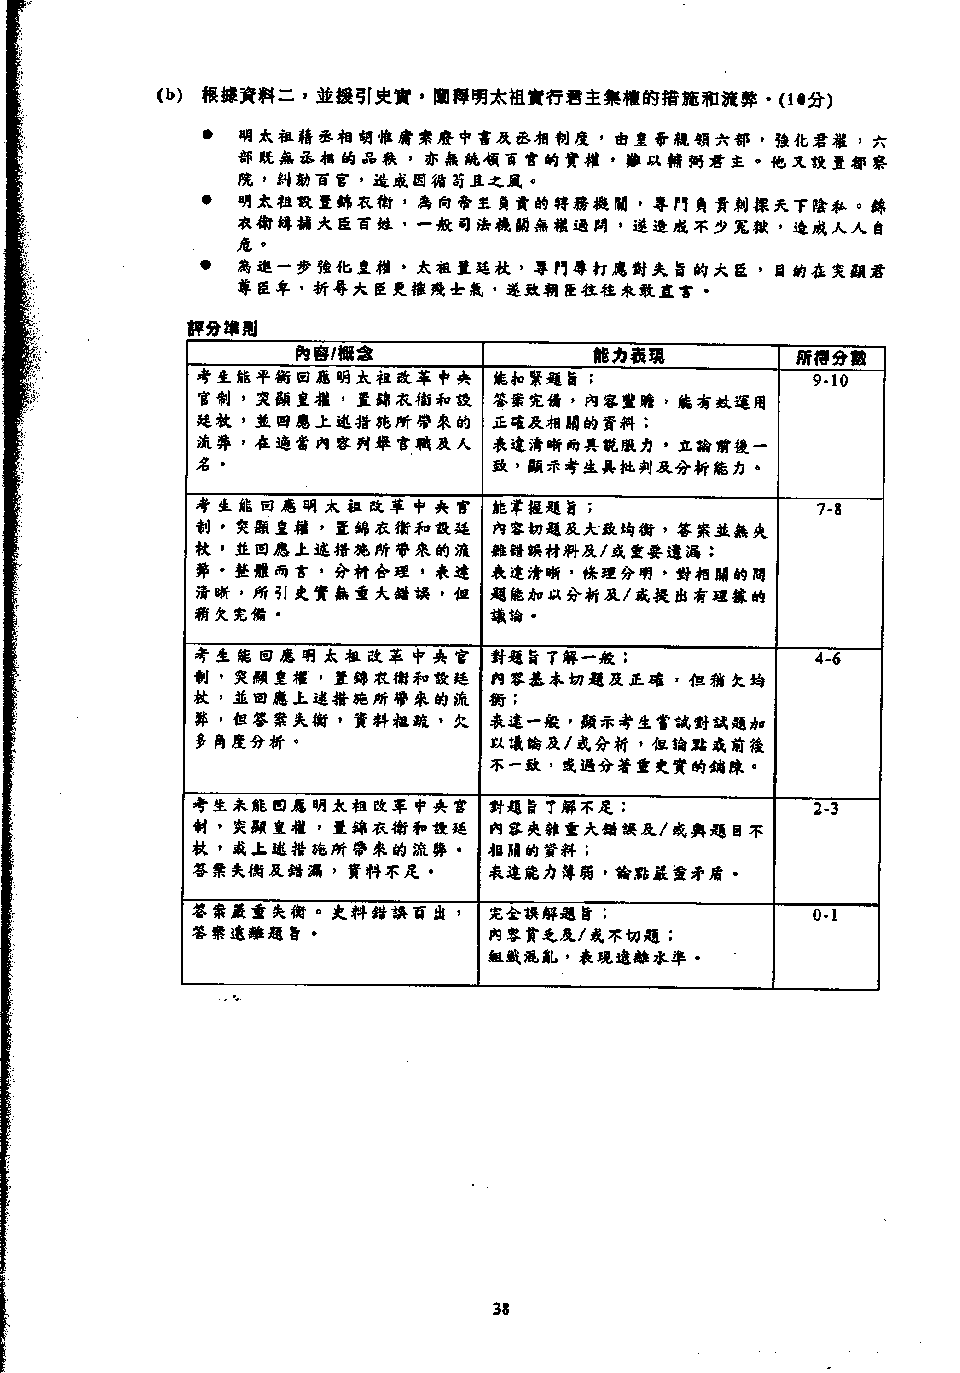 (b) 根據資料二，並援引史實，闡釋明太祖實行君主集權的措施和流弊。(10分)
● 明太祖藉丞相胡惟庸案廢中書及丞相制度，由皇帝親領六部，強化君權，六
部既無丞相的品秩，亦無統領百官的實權，難以輔弼君主。他又設置都察
院，糾劾百官，造成因循苟且之風。
● 明太祖設置錦衣衛，為向帝王負責的特務機關，專門負責刺探天下陰私。錦
衣衛緝捕大臣百姓，一般司法機關無權過問，遂造成不少冤獄，造成人人自
危。
● 為進一步強化皇權，太祖置廷杖，專門辱打應對失旨的大臣，目的在突顯君
尊臣卑，折辱大臣更摧殘士氣，遂致朝臣往往未敢直言。
評分準則
內容/概念 能力表現 所得分數
考生能平衡回應明太祖改革中央
官制，突顯皇權，置錦衣衛和設
廷杖，並回應上述措施所帶來的
流弊，在適當內容列舉官職及人
名。
能扣緊題旨；
答案完備，內容豐贍，能有效運用
正確及相關的資料；
表達清晰而具說服力，立論前後一
致，顯示考生具批判及分析能力。
9-10
考生能回應明太祖改革中央官
制，突顯皇權，置錦衣衛和設廷
杖，並回應上述措施所帶來的流
弊。整體而言，分析合理，表達
清晰，所引史實無重大錯誤，但
稍欠完備。
能掌握題旨；
內容切題及大致均衡，答案並無夾
雜錯誤材料及/或重要遺漏；
表達清晰，條理分明，對相關的問
題能加以分析及/或提出有理據的
議論。
7-8
考生能回應明太祖改革中央官
制，突顯皇權，置錦衣衛和設廷
杖，並回應上述措施所帶來的流
弊，但答案失衡，資料粗疏，欠
多角度分析。
對題旨了解一般；
內容基本切題及正確，但稍欠均
衡；
表達一般，顯示考生嘗試對試題加
以議論及/或分析，但論點或前後
不一致，或過分著重史實的鋪陳。
4-6
考生未能回應明太祖改革中央官
制，突顯皇權，置錦衣衛和設廷
杖，或上述措施所帶來的流弊。
答案失衡及錯漏，資料不足。
對題旨了解不足；
內容夾雜重大錯誤及/或與題目不
相關的資料；
表達能力薄弱，論點嚴重矛盾。
2-3
答案嚴重失衡。史料錯誤百出，
答案遠離題旨。
完全誤解題旨；
內容貧乏及/或不切題；
組織混亂，表現遠離水準。
0-1
38